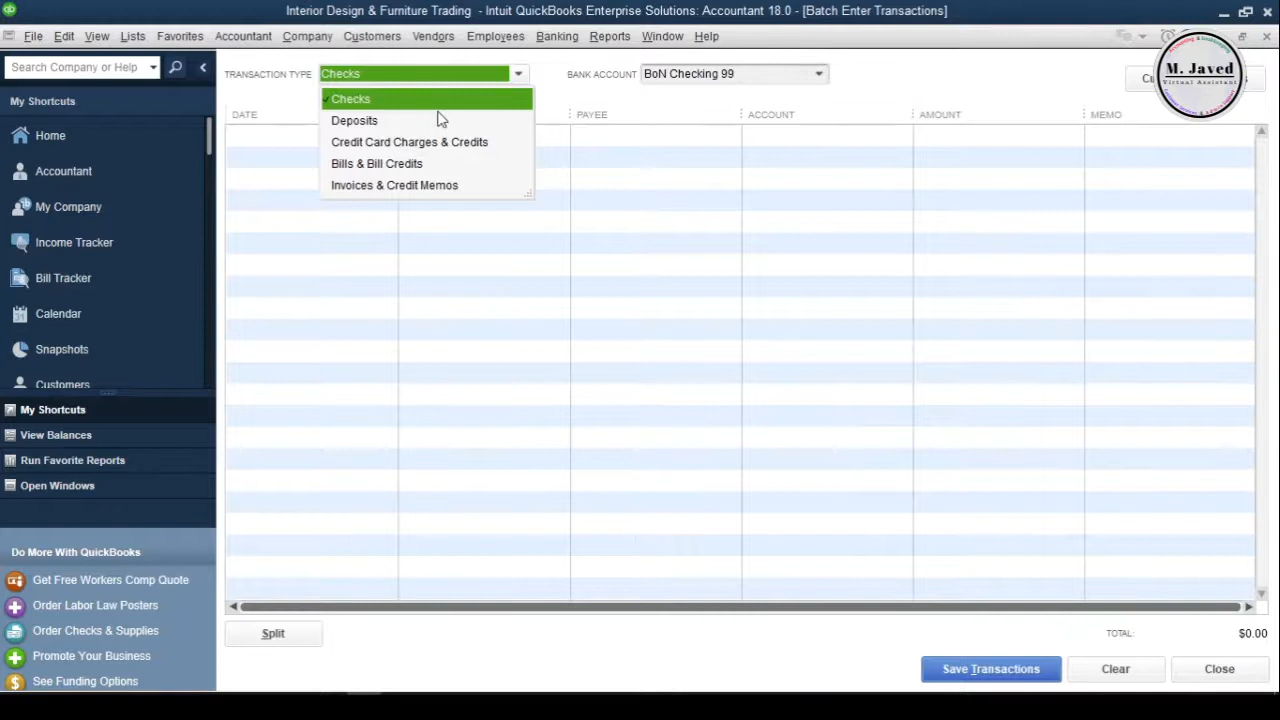 Interior Design & Furniture Trading - Intuit QuickBooks Enterprise Solutions: Accountant 18.0 - [Batch Enter Transactions]
File Edit View Lists Favorites Accountant Company Customers Vendors Employees Banking Reports Window Help
Search Company or Help
My Shortcuts
Home
Accountant
My Company
Income Tracker
Bill Tracker
Calendar
Snapshots
Customers
My Shortcuts
View Balances
Run Favorite Reports
Open Windows
Do More With QuickBooks
Get Free Workers Comp Quote
Order Labor Law Posters
Order Checks & Supplies
Promote Your Business
See Funding Options
TRANSACTION TYPE Checks BANK ACCOUNT BoN Checking 99
Checks
Deposits
Credit Card Charges & Credits
Bills & Bill Credits
Invoices & Credit Memos
DATE PAYEE ACCOUNT AMOUNT MEMO
Split
TOTAL: $0.00
Save Transactions Clear Close
M. Javed
Virtual Assistant